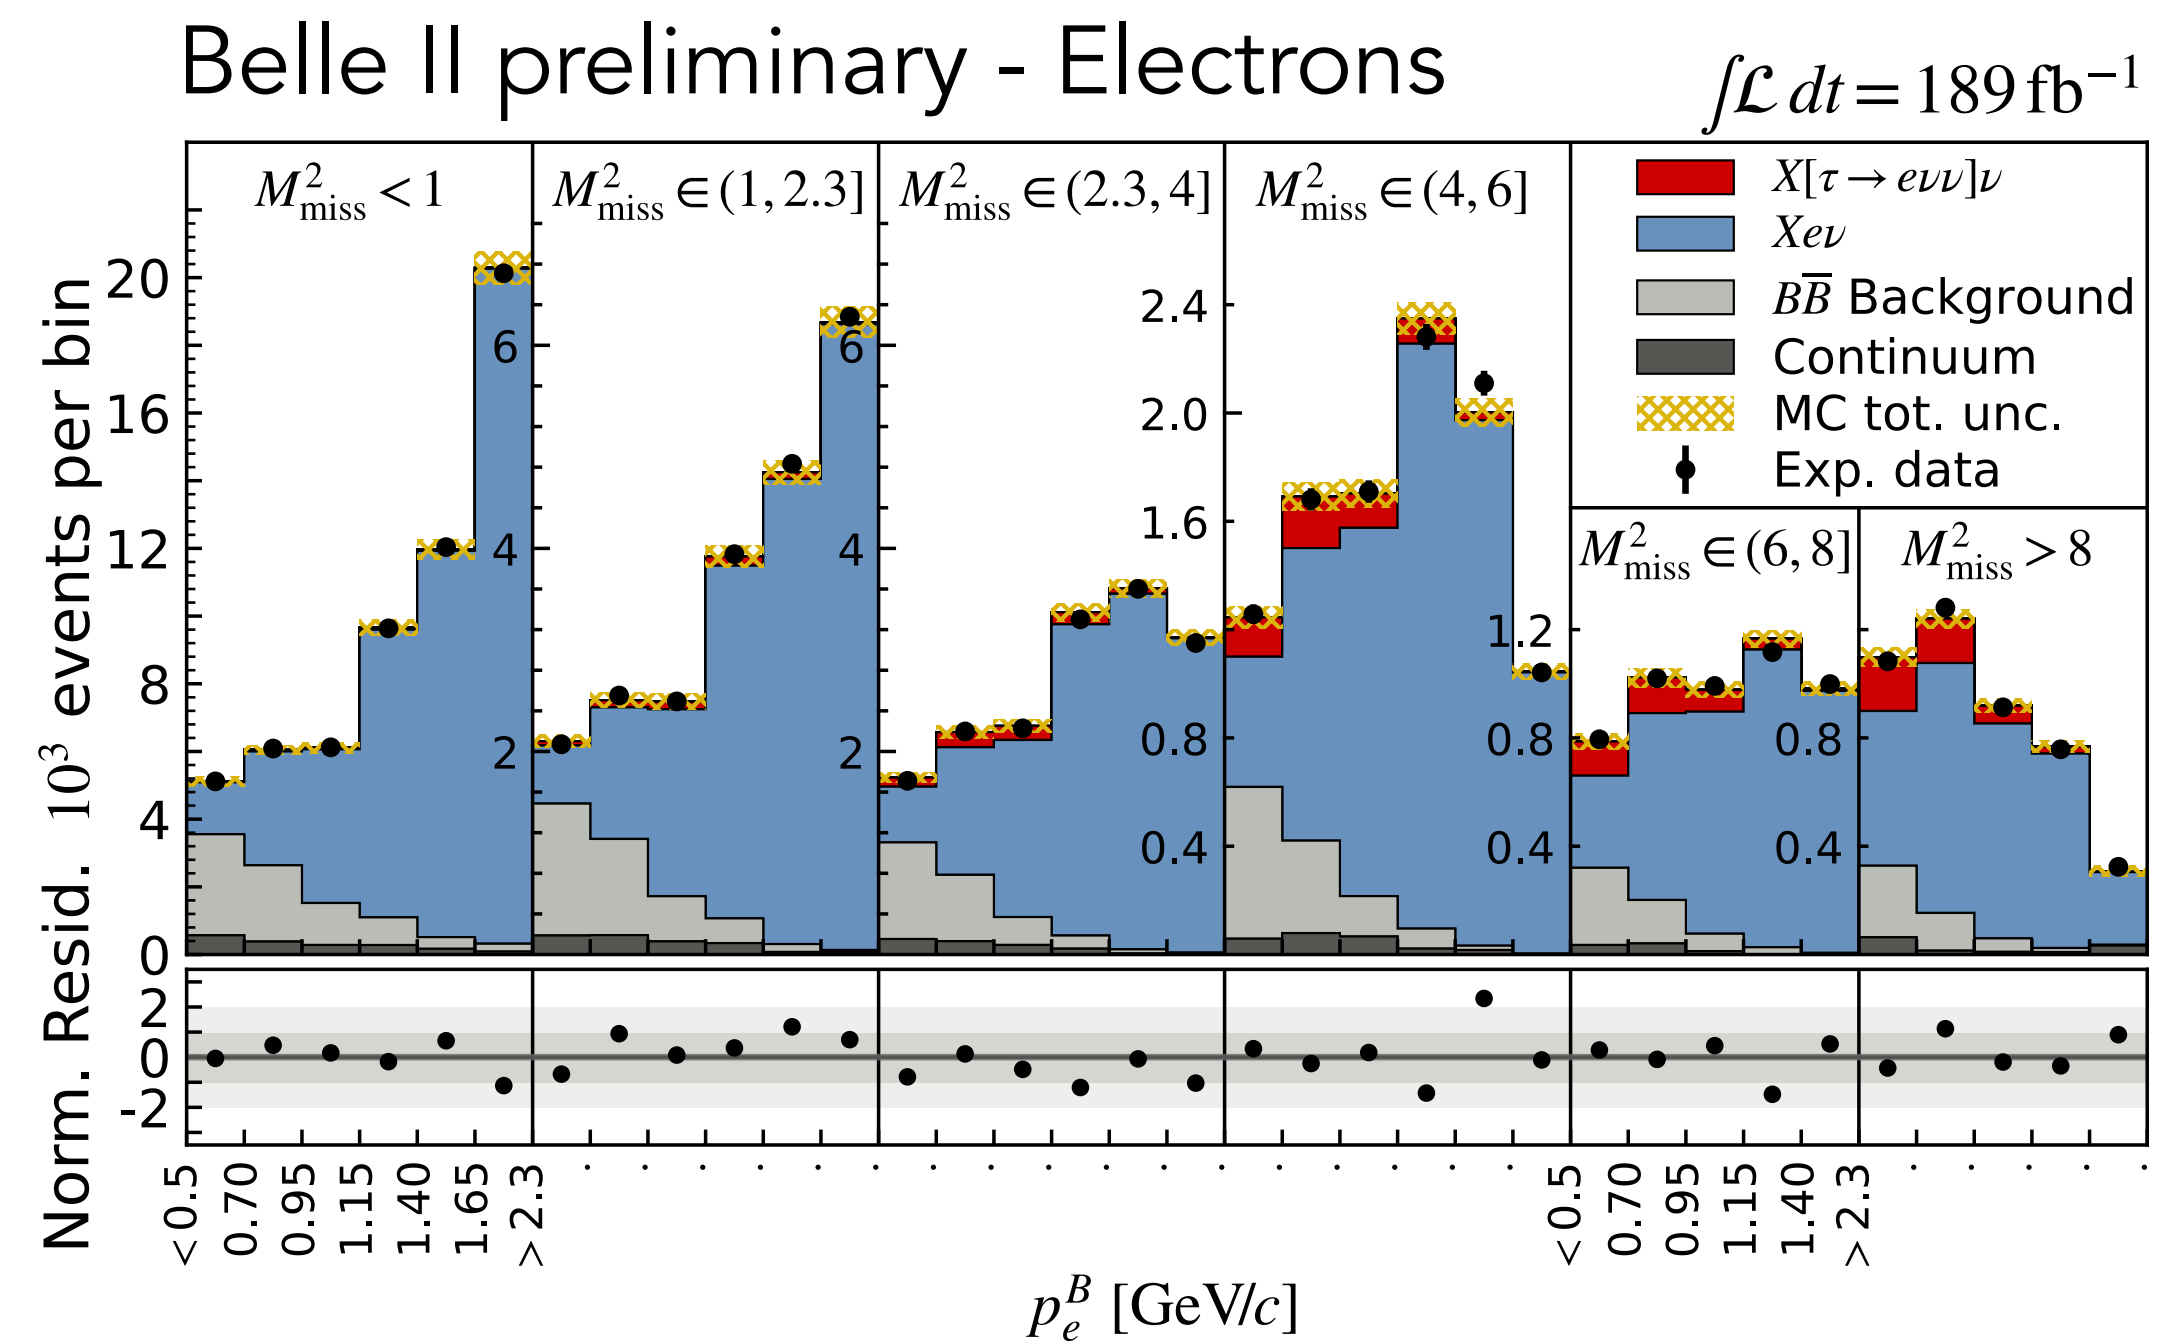 Belle II preliminary - Electrons
∫ℒ dt = 189 fb⁻¹
M²miss < 1
M²miss ∈ (1, 2.3]
M²miss ∈ (2.3, 4]
M²miss ∈ (4, 6]
X[τ → eνν]ν
Xeν
BB̅ Background
Continuum
MC tot. unc.
Exp. data
M²miss ∈ (6, 8]
M²miss > 8
10³ events per bin
20
16
12
8
4
0
6
4
2
6
4
2
2.4
2.0
1.6
0.8
0.4
1.2
0.8
0.4
0.8
0.4
Norm. Resid.
2
0
-2
< 0.5
0.70
0.95
1.15
1.40
1.65
> 2.3
< 0.5
0.70
0.95
1.15
1.40
> 2.3
pₑᴮ [GeV/c]